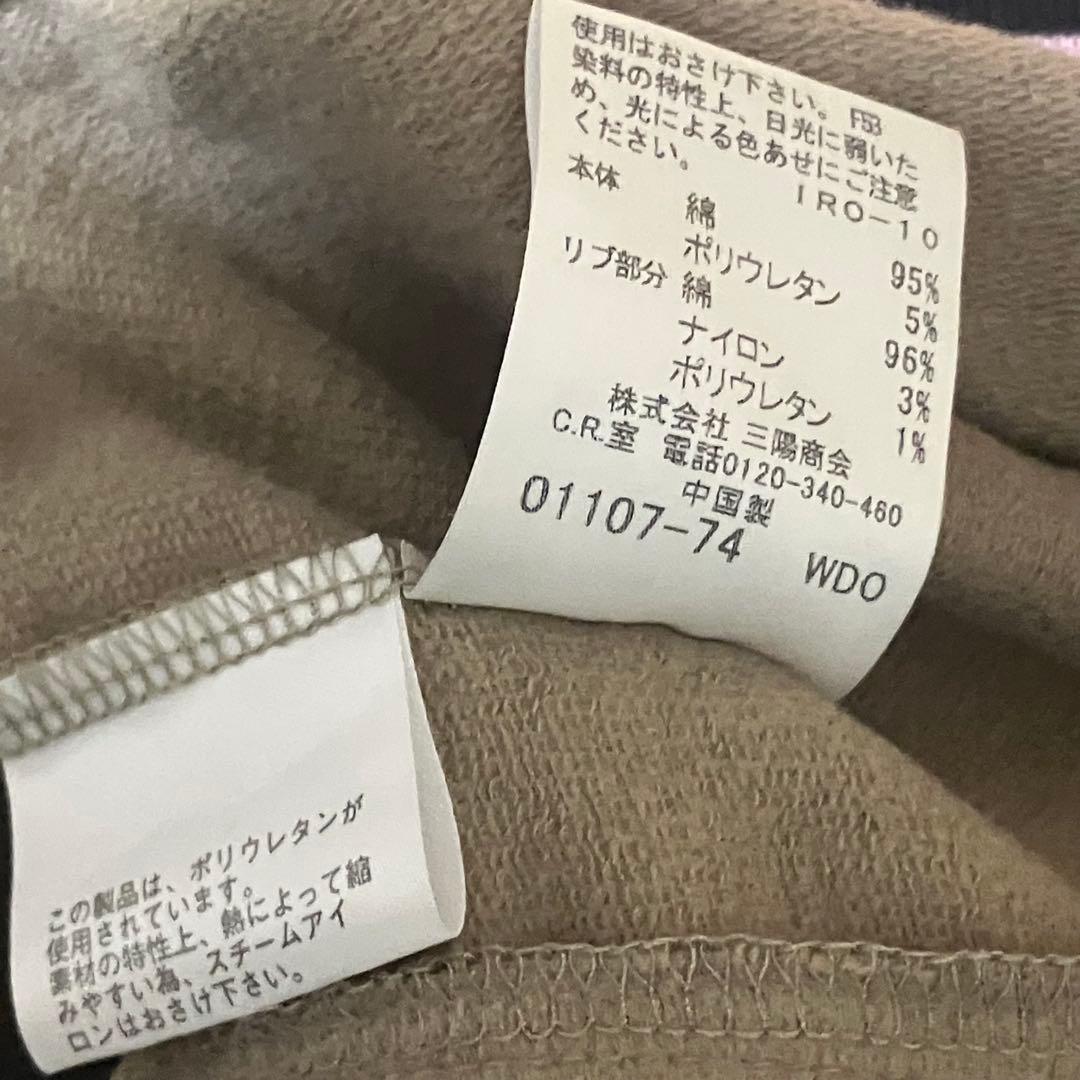 使用はおさけ下さい。 F53
染料の特性上、日光に弱いた
め、光による色あせにご注意
ください。 IRO-10
本体 綿 95%
ポリウレタン 5%
リブ部分 綿 96%
ナイロン 3%
ポリウレタン 1%
株式会社 三陽商会
C.R.室 電話0120-340-460
中国製
01107-74 WDO
この製品は、ポリウレタンが
使用されています。
素材の特性上、熱によって縮
みやすい為、スチームアイ
ロンはおさけ下さい。